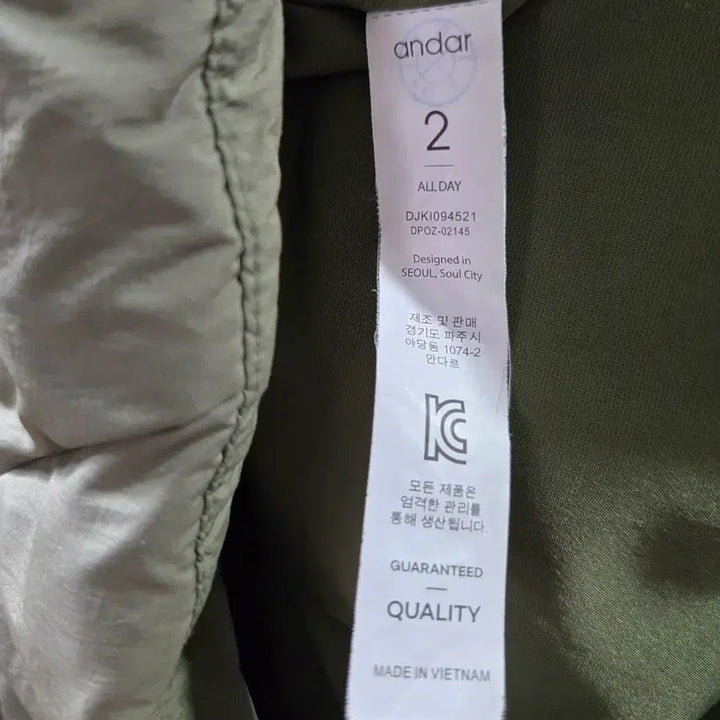 andar
2
ALL DAY
DJKI094521
DPOZ-02145
Designed in
SEOUL, Soul City
제조 및 판매
경기도 파주시
야당동 1074-2
안다르
KC
모든 제품은
엄격한 관리를
통해 생산됩니다.
GUARANTEED
QUALITY
MADE IN VIETNAM